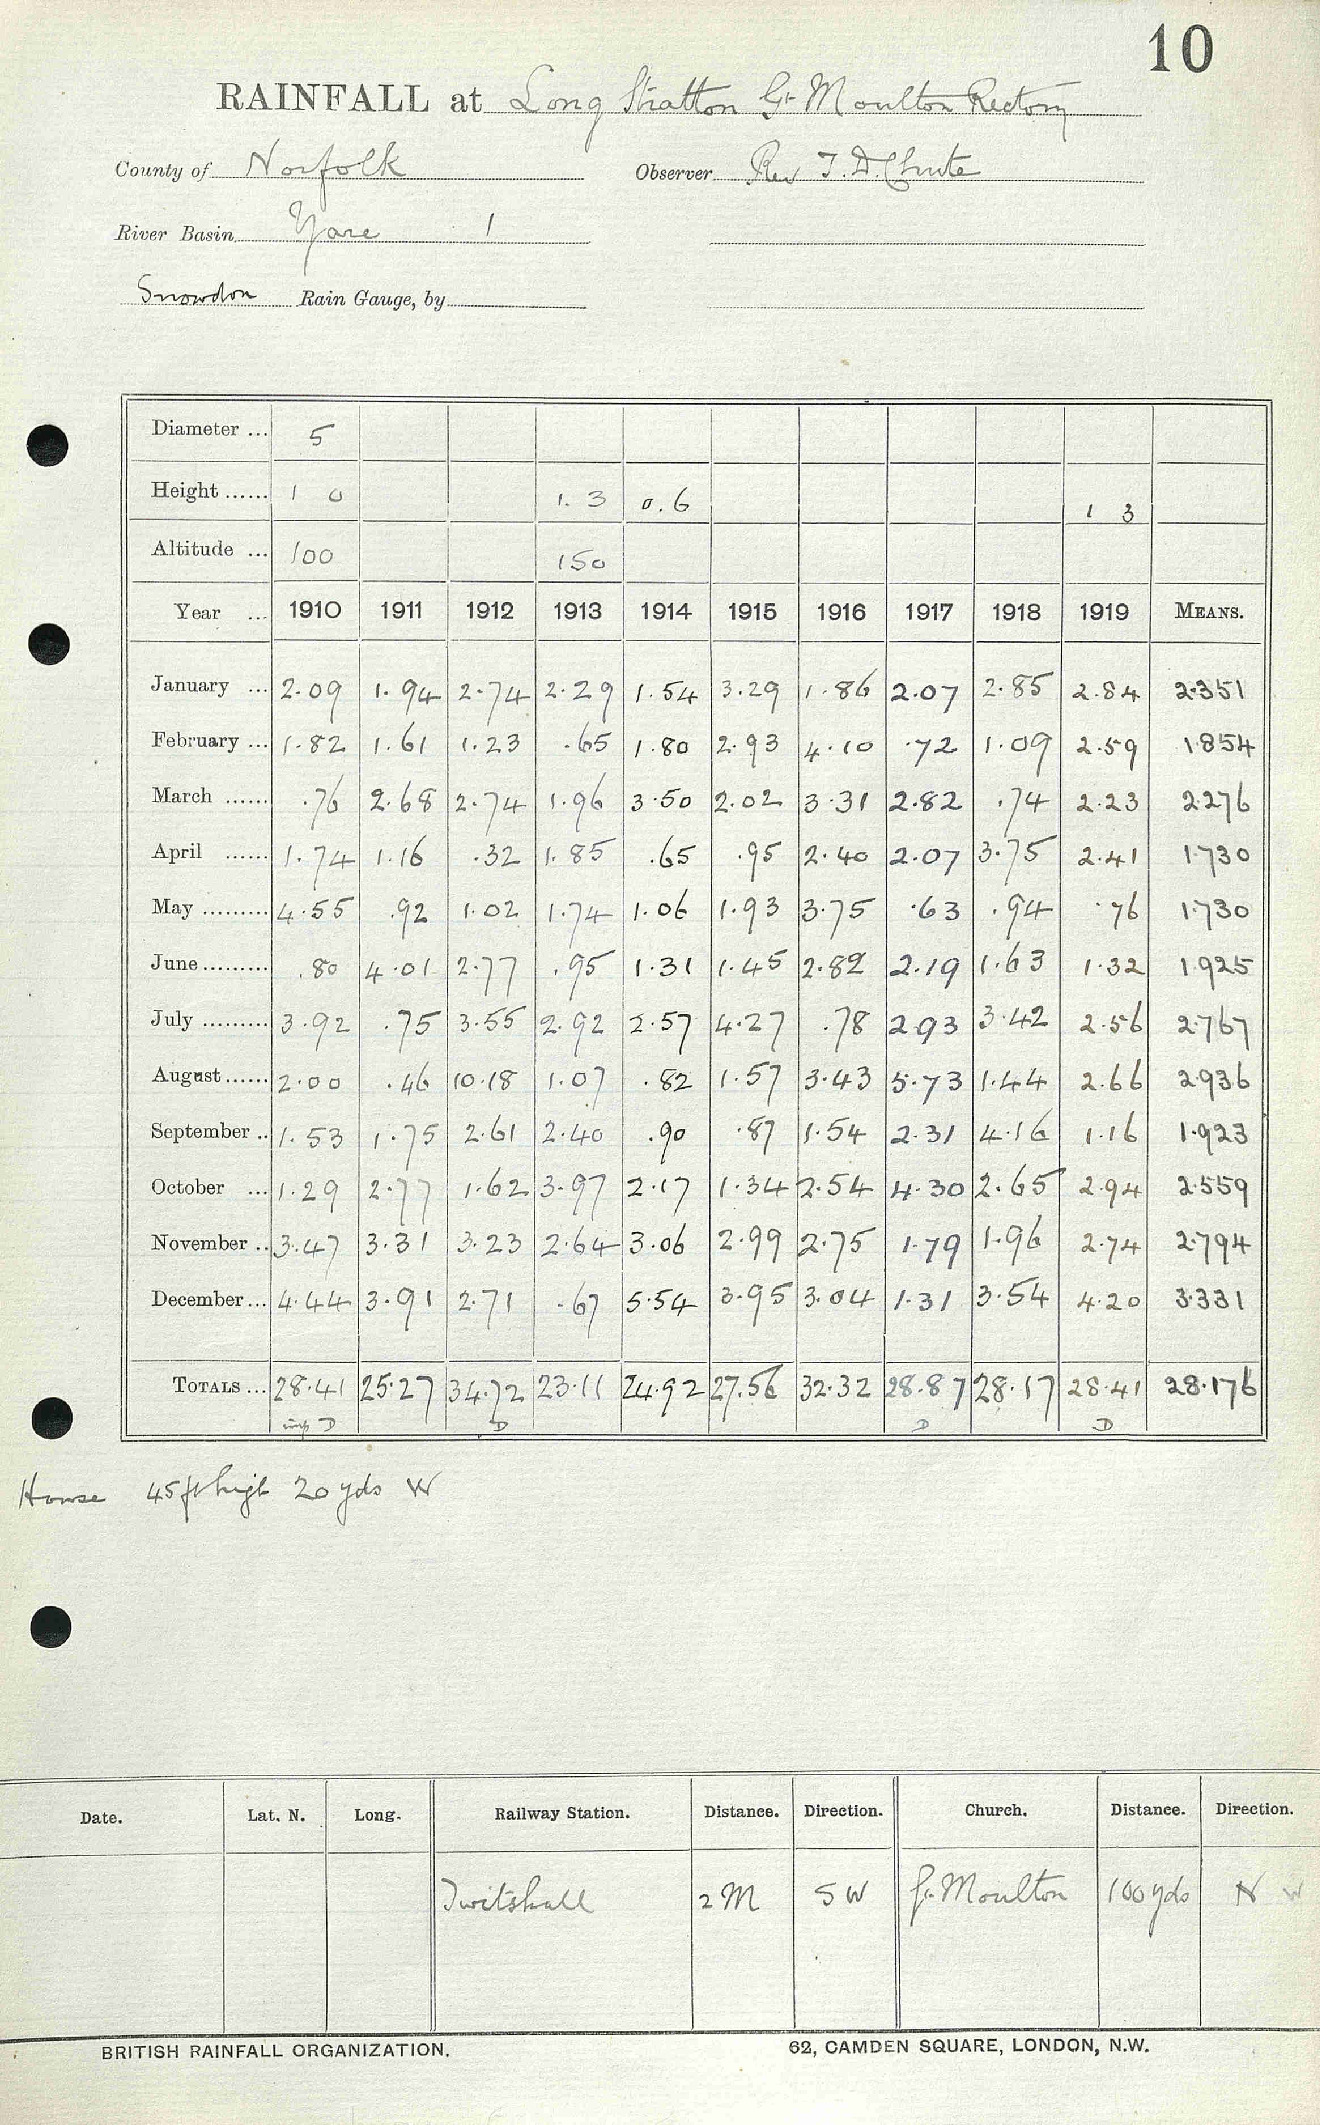 10
RAINFALL at Long Stratton Gt Moulton Rectory
County of Norfolk Observer Rev T. D. Chute
River Basin Yare 1
Snowdon Rain Gauge, by
Diameter ... 5
Height ...... 1 0 1. 3 0.6 1 3
Altitude ... 100 150
Year ... 1910 1911 1912 1913 1914 1915 1916 1917 1918 1919 MEANS.
January ... 2.09 1.94 2.74 2.29 1.54 3.29 1.86 2.07 2.85 2.84 2.351
February ... 1.82 1.61 1.23 .65 1.80 2.93 4.10 .72 1.09 2.59 1.854
March ...... .76 2.68 2.74 1.96 3.50 2.02 3.31 2.82 .74 2.23 2.276
April ...... 1.74 1.16 .32 1.85 .65 .95 2.40 2.07 3.75 2.41 1.730
May ......... 4.55 .92 1.02 1.74 1.06 1.93 3.75 .63 .94 .76 1.730
June ......... .80 4.01 2.77 .95 1.31 1.45 2.82 2.19 1.63 1.32 1.925
July ......... 3.92 .75 3.55 2.92 2.57 4.27 .78 2.93 3.42 2.56 2.767
August ...... 2.00 .46 10.18 1.07 .82 1.57 3.43 5.73 1.44 2.66 2.936
September .. 1.53 1.75 2.61 2.40 .90 .87 1.54 2.31 4.16 1.16 1.923
October ... 1.29 2.77 1.62 3.97 2.17 1.34 2.54 4.30 2.65 2.94 2.559
November .. 3.47 3.31 3.23 2.64 3.06 2.99 2.75 1.79 1.96 2.74 2.794
December ... 4.44 3.91 2.71 .67 5.54 3.95 3.04 1.31 3.54 4.20 3.331
TOTALS ... 28.41 25.27 34.72 23.11 24.92 27.56 32.32 28.87 28.17 28.41 28.176
D D D D
House 45 ft high 20 yds W
Date. Lat. N. Long. Railway Station. Distance. Direction. Church. Distance. Direction.
Twitshall 2 M SW Gt Moulton 100 yds N W
BRITISH RAINFALL ORGANIZATION. 62, CAMDEN SQUARE, LONDON, N.W.